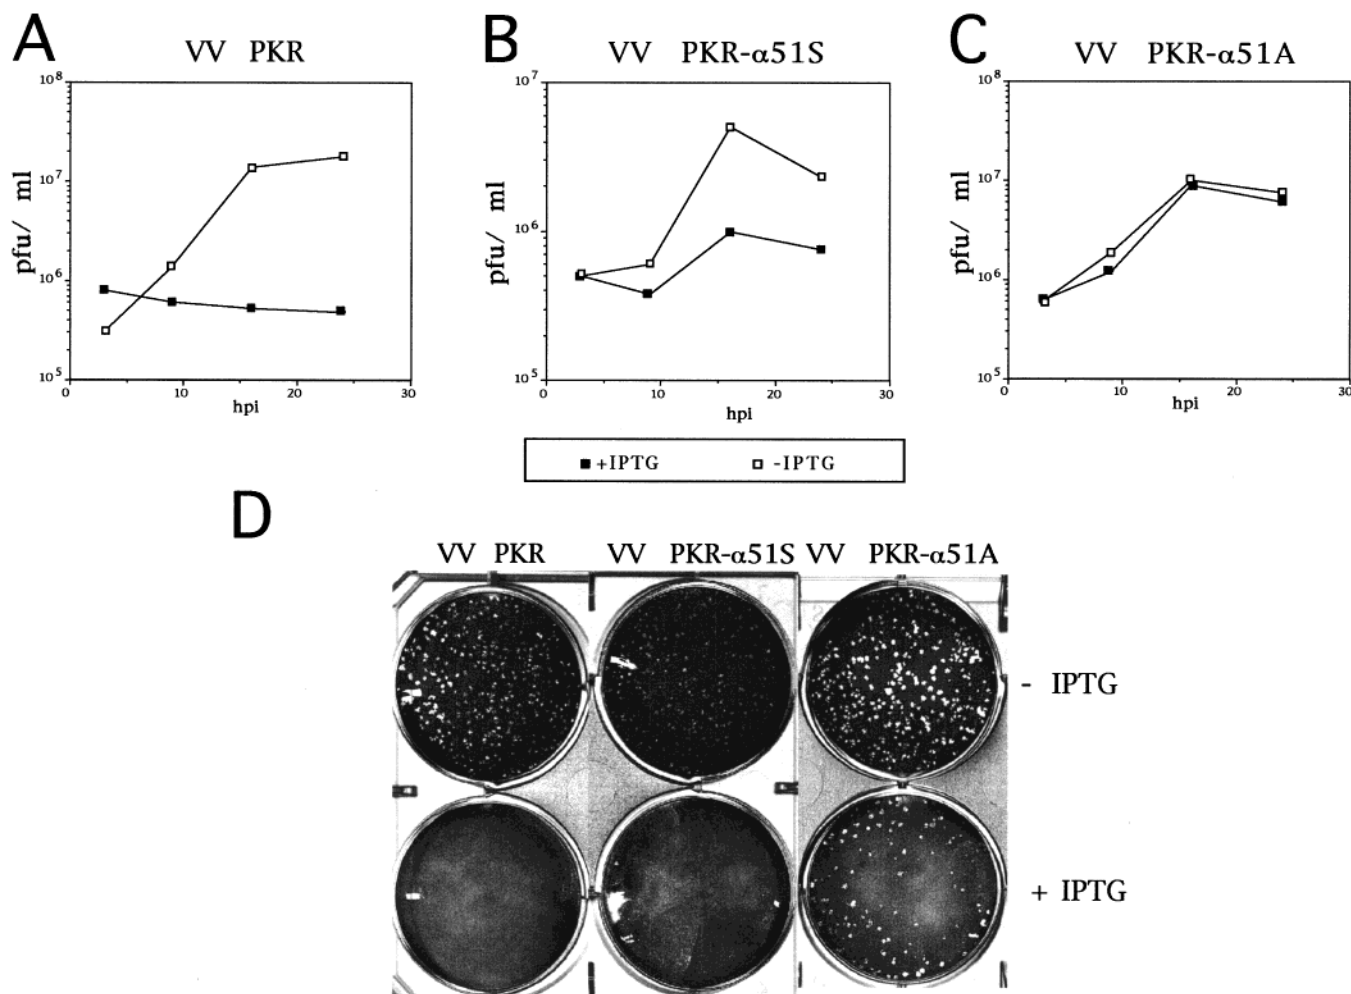 A
VV PKR
B
VV PKR-α51S
C
VV PKR-α51A
10⁸
10⁷
10⁶
10⁵
pfu/ ml
0
10
20
30
hpi
10⁷
10⁶
10⁵
pfu/ ml
0
10
20
30
hpi
10⁸
10⁷
10⁶
10⁵
pfu/ ml
0
10
20
30
hpi
+IPTG
-IPTG
D
VV PKR
VV PKR-α51S
VV PKR-α51A
- IPTG
+ IPTG